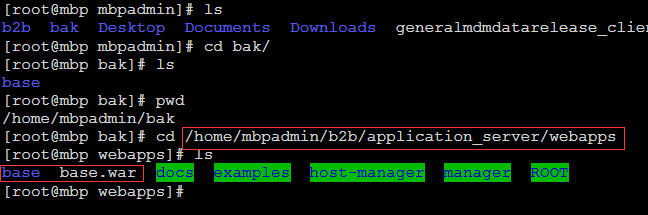 [root@mbp mbpadmin]# ls
b2b bak Desktop Documents Downloads generalmdmdatarelease_clie
[root@mbp mbpadmin]# cd bak/
[root@mbp bak]# ls
base
[root@mbp bak]# pwd
/home/mbpadmin/bak
[root@mbp bak]# cd /home/mbpadmin/b2b/application_server/webapps
[root@mbp webapps]# ls
base base.war docs examples host-manager manager ROOT
[root@mbp webapps]#